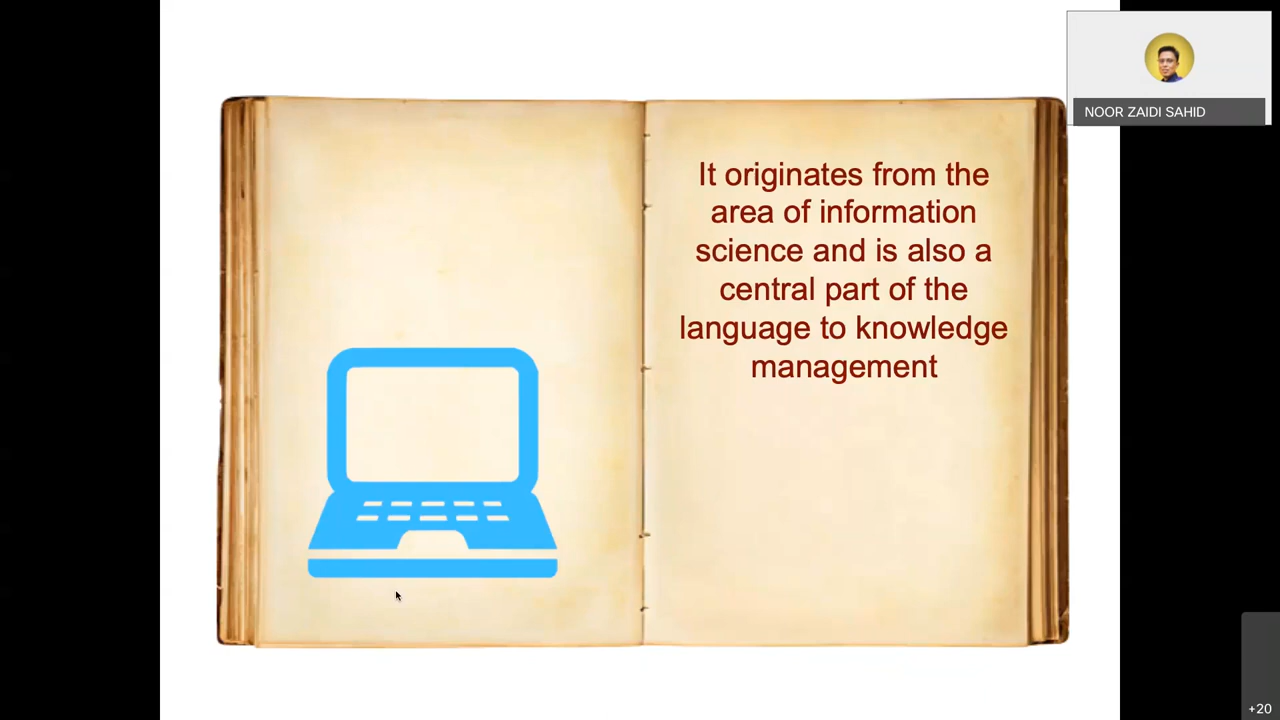 NOOR ZAIDI SAHID
It originates from the
area of information
science and is also a
central part of the
language to knowledge
management
+20